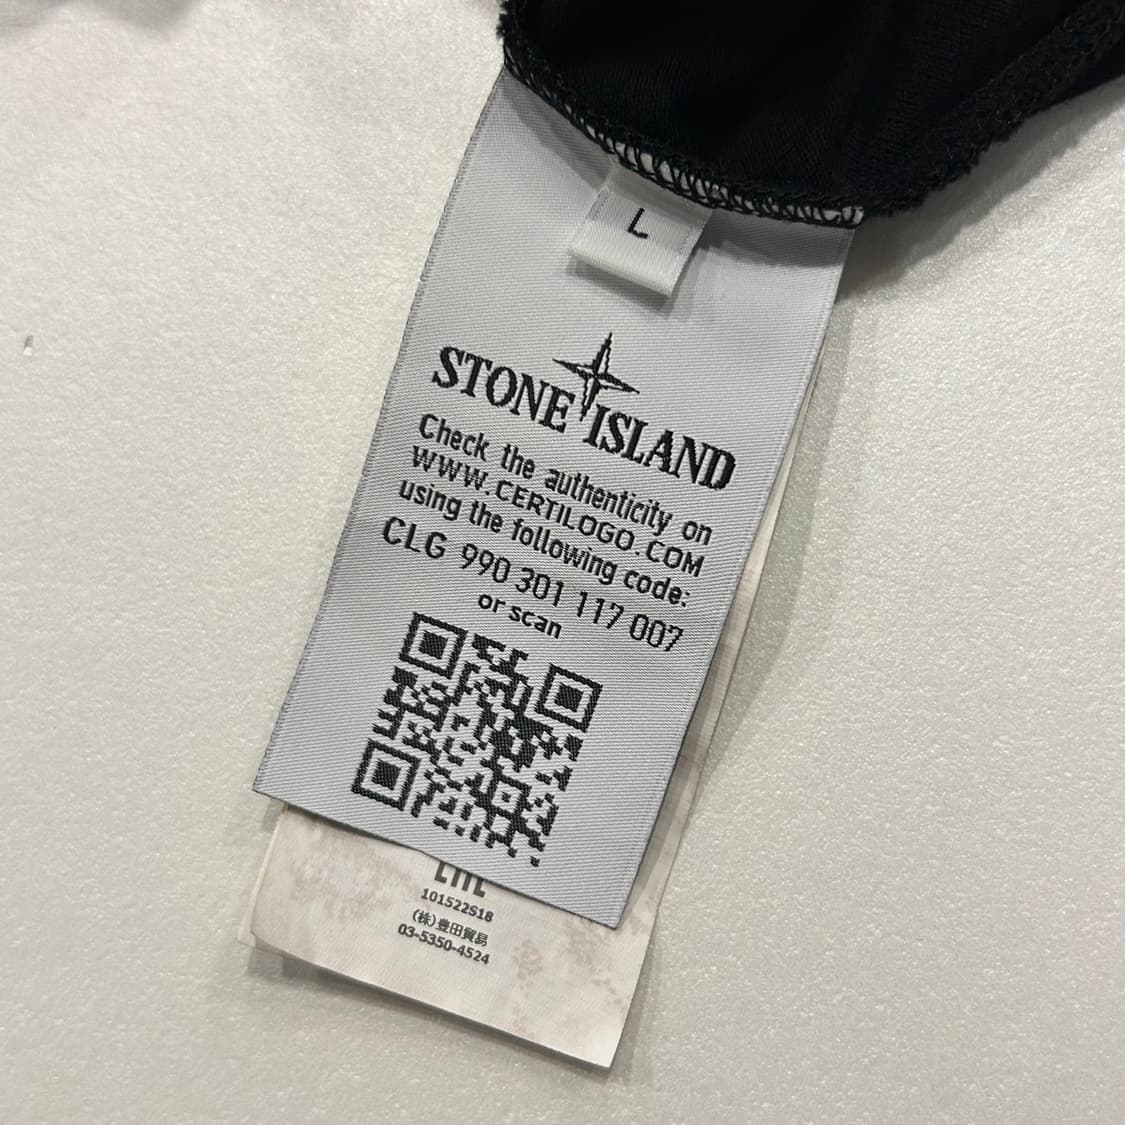 L
STONE ISLAND
Check the authenticity on
WWW.CERTILOGO.COM
using the following code:
CLG 990 301 117 007
or scan
101522S18
(株)豊田貿易
03-5350-4524